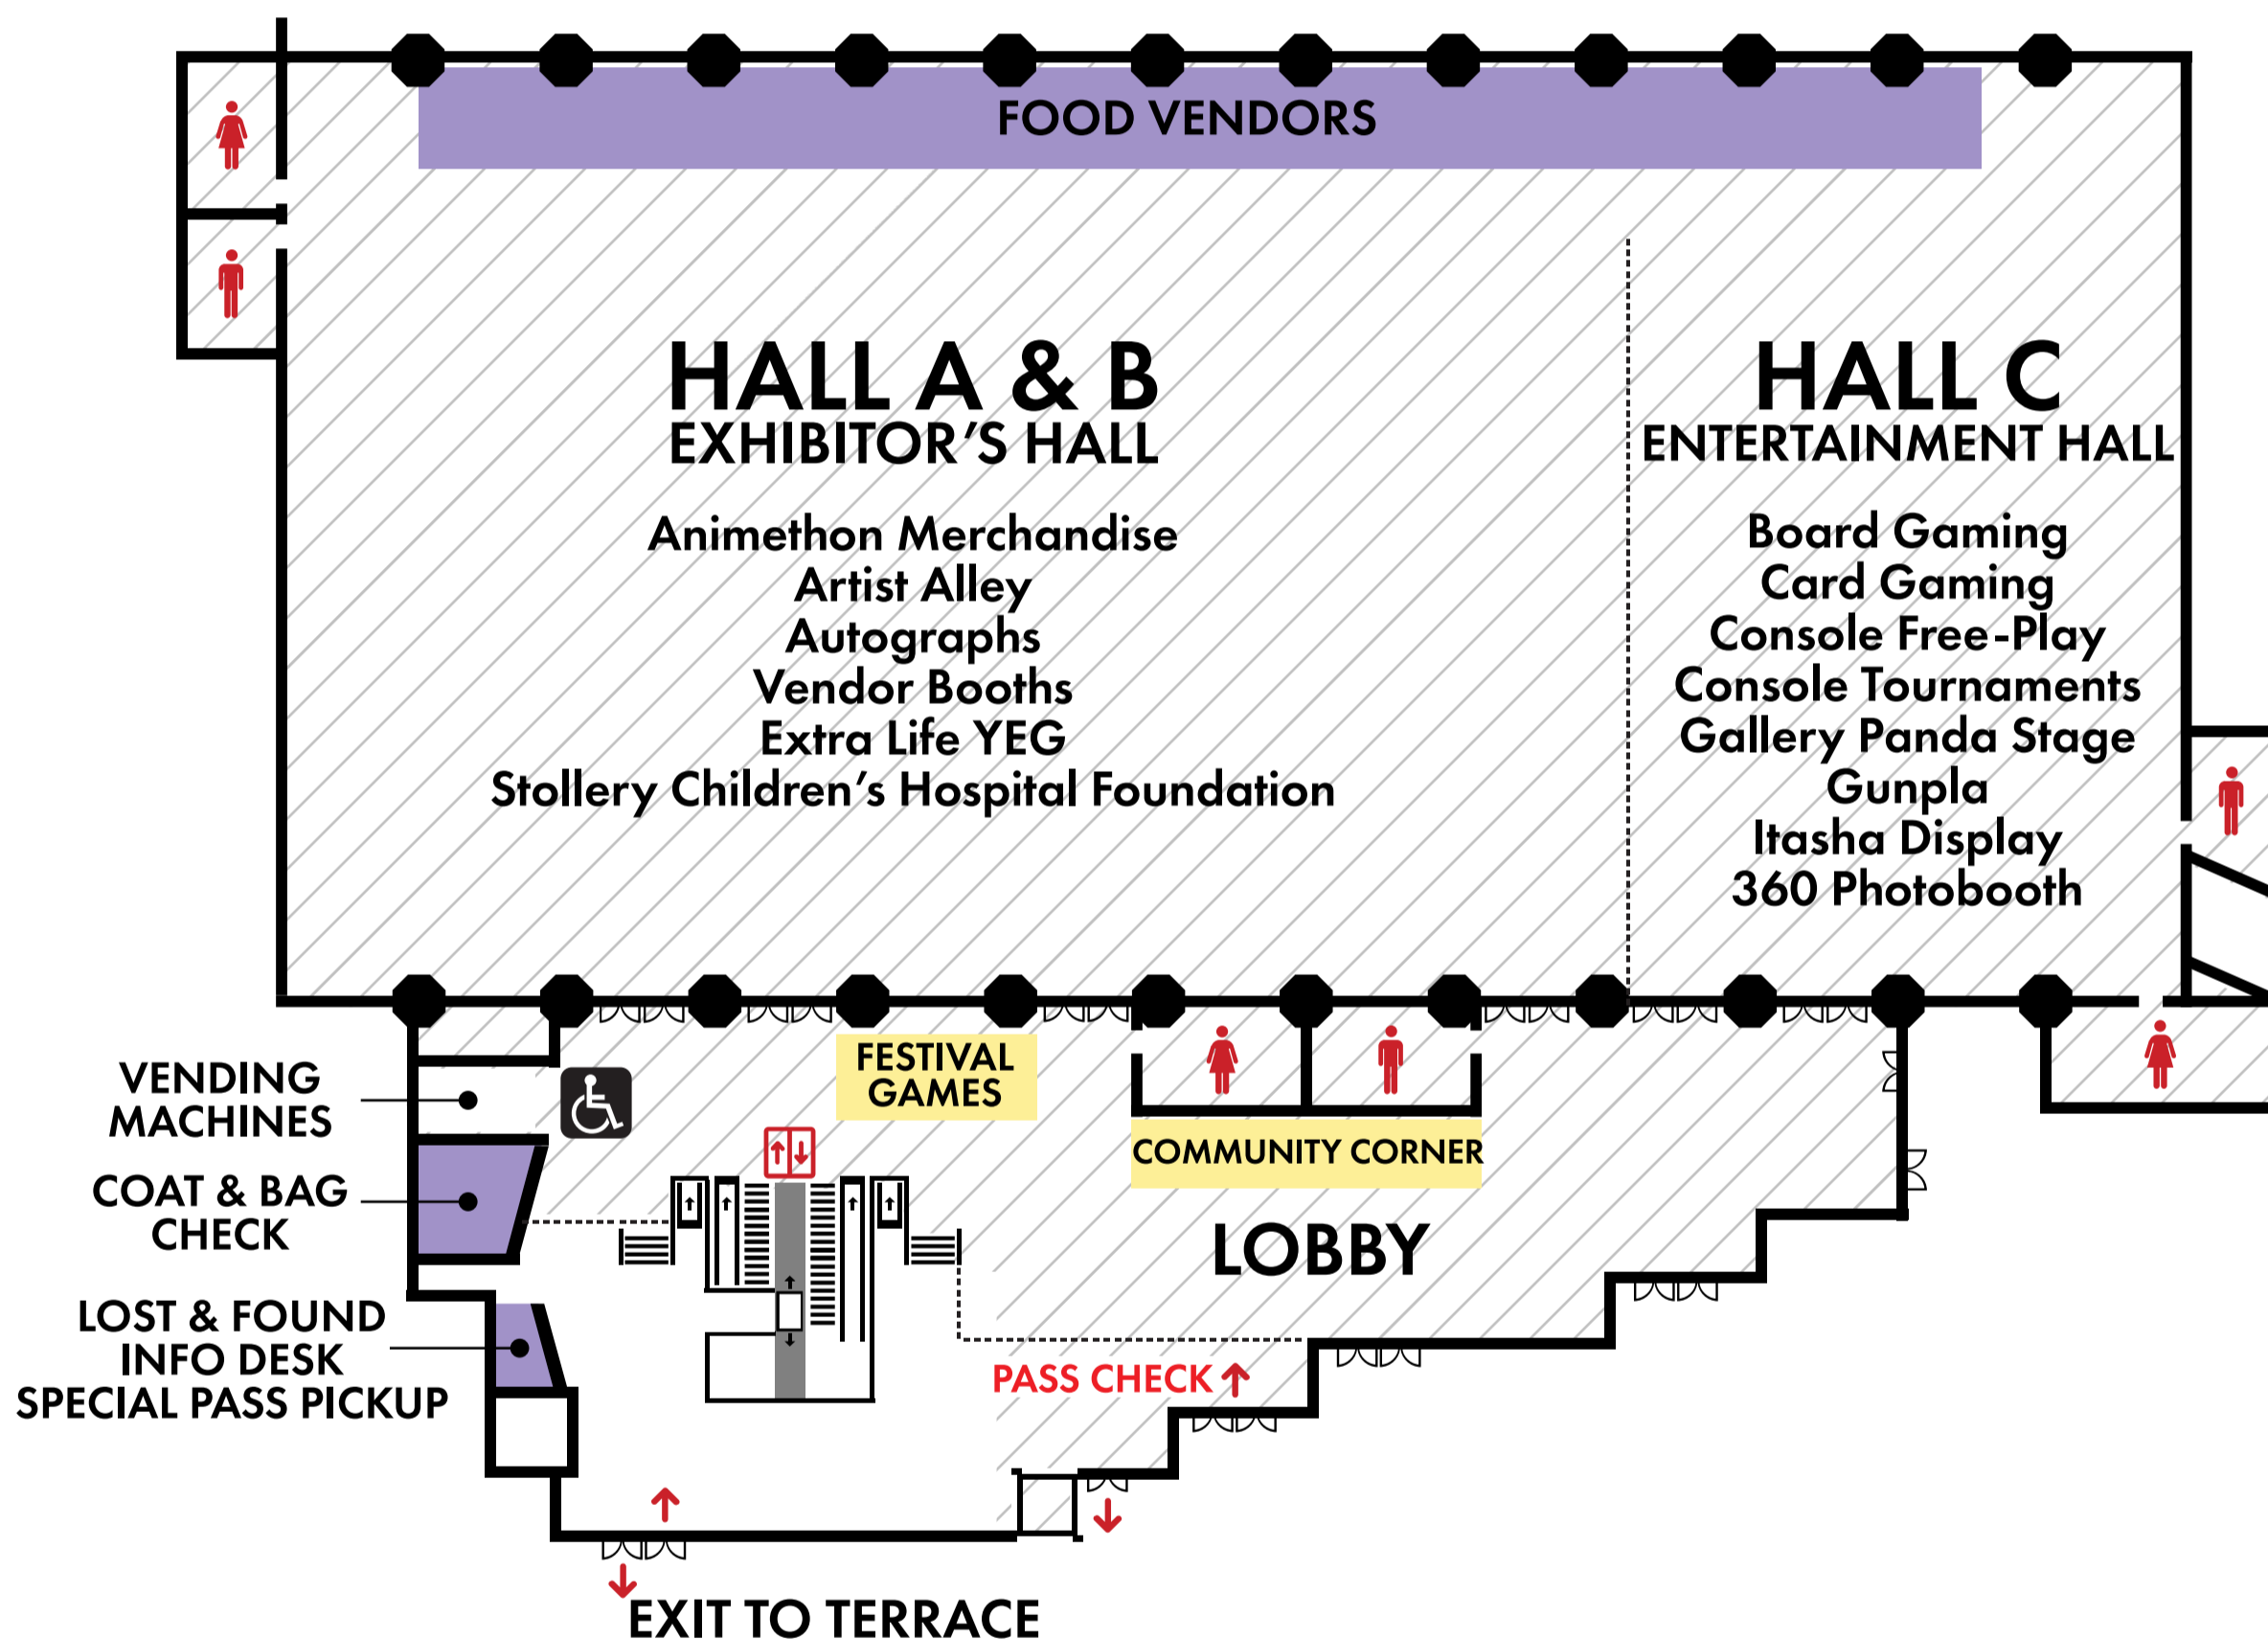 FOOD VENDORS
HALL A & B
EXHIBITOR’S HALL
Animethon Merchandise
Artist Alley
Autographs
Vendor Booths
Extra Life YEG
Stollery Children’s Hospital Foundation
HALL C
ENTERTAINMENT HALL
Board Gaming
Card Gaming
Console Free-Play
Console Tournaments
Gallery Panda Stage
Gunpla
Itasha Display
360 Photobooth
VENDING
MACHINES
COAT & BAG
CHECK
LOST & FOUND
INFO DESK
SPECIAL PASS PICKUP
FESTIVAL
GAMES
COMMUNITY CORNER
LOBBY
PASS CHECK
EXIT TO TERRACE